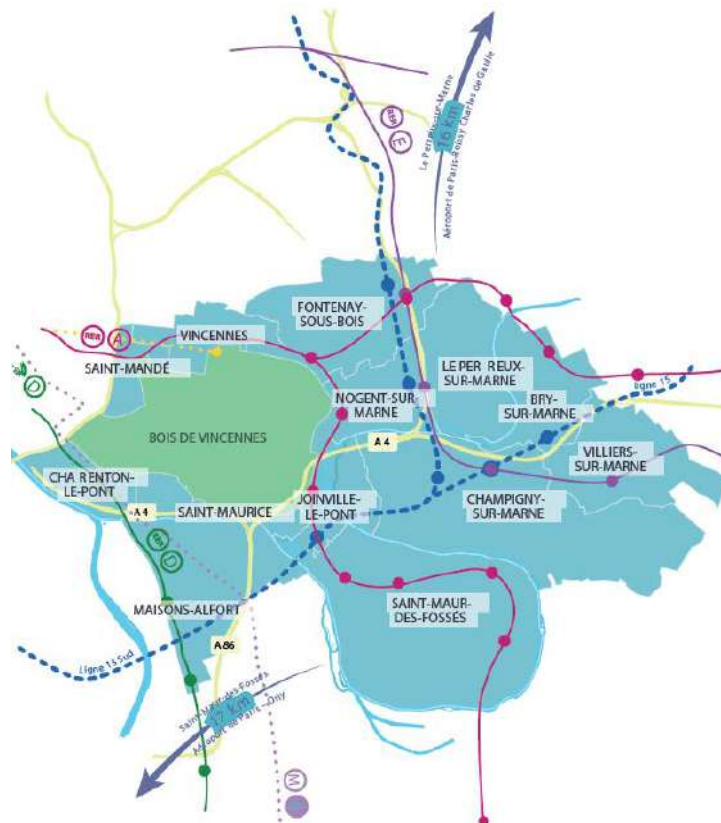 Le Perreux-sur-Marne
16 km
Aéroport de Paris-Roissy Charles de Gaulle
RER E
FONTENAY-
SOUS-BOIS
RER A
VINCENNES
SAINT-MANDÉ
D
LE PER REUX-
SUR-MARNE
ligne 15
NOGENT-SUR-
MARNE
BRY-
SUR-MARNE
BOIS DE VINCENNES
A 4
VILLIERS-
SUR-MARNE
CHA RENTON-
LE-PONT
A 4
SAINT-MAURICE
JOINVILLE-
LE-PONT
CHAMPIGNY-
SUR-MARNE
RER D
MAISONS-ALFORT
SAINT-MAUR-
DES-FOSSÉS
Ligne 15 Sud
A 86
Saint-Maur-des-Fossés
17 km
Aéroport de Paris - Orly
M